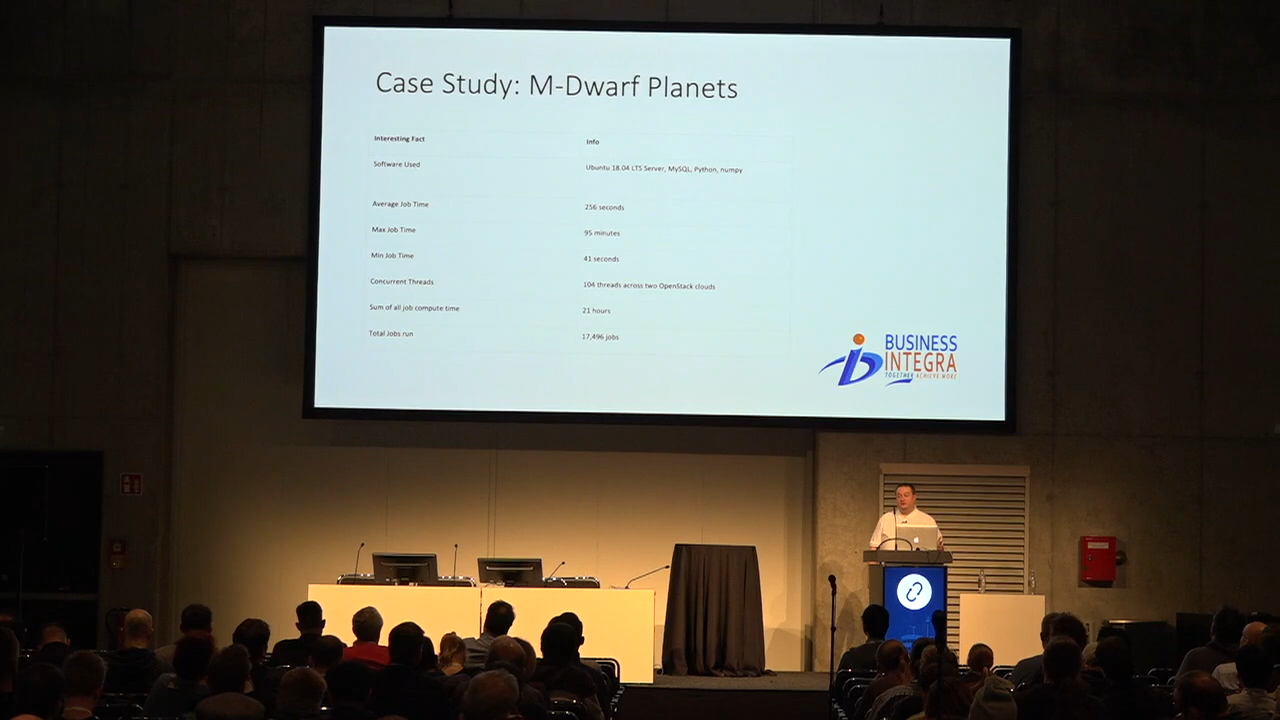 Case Study: M-Dwarf Planets
Interesting Fact Info
Software Used Ubuntu 18.04 LTS Server, MySQL, Python, numpy
Average Job Time 256 seconds
Max Job Time 95 minutes
Min Job Time 41 seconds
Concurrent Threads 104 threads across two OpenStack clouds
Sum of all job compute time 21 hours
Total Jobs run 17,496 jobs
BUSINESS
INTEGRA
TOGETHER ACHIEVE MORE